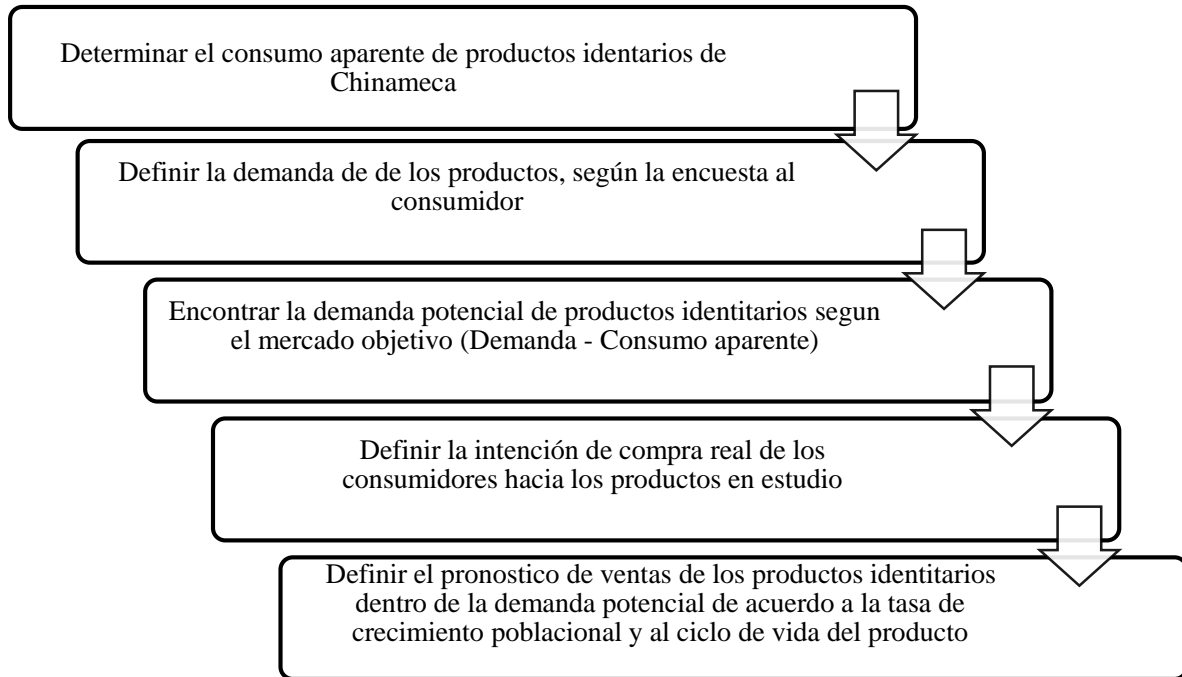 Determinar el consumo aparente de productos identarios de
Chinameca
Definir la demanda de de los productos, según la encuesta al
consumidor
Encontrar la demanda potencial de productos identitarios segun
el mercado objetivo (Demanda - Consumo aparente)
Definir la intención de compra real de los
consumidores hacia los productos en estudio
Definir el pronostico de ventas de los productos identitarios
dentro de la demanda potencial de acuerdo a la tasa de
crecimiento poblacional y al ciclo de vida del producto